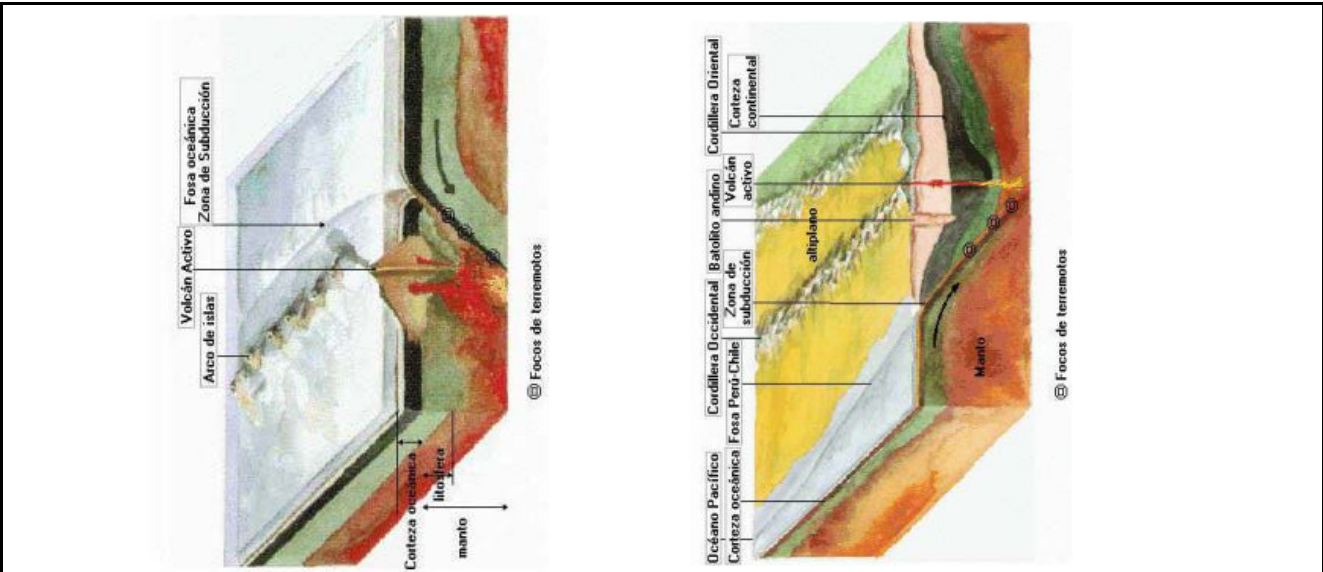 Fosa oceánica
Zona de Subducción
Volcán Activo
Arco de islas
Corteza oceánica
litosfera
manto
Focos de terremotos
Cordillera Oriental
Corteza
continental
Volcán
activo
Batolito andino
Zona de
subducción
Cordillera Occidental
Fosa Perú-Chile
Océano Pacífico
Corteza oceánica
altiplano
Manto
Focos de terremotos